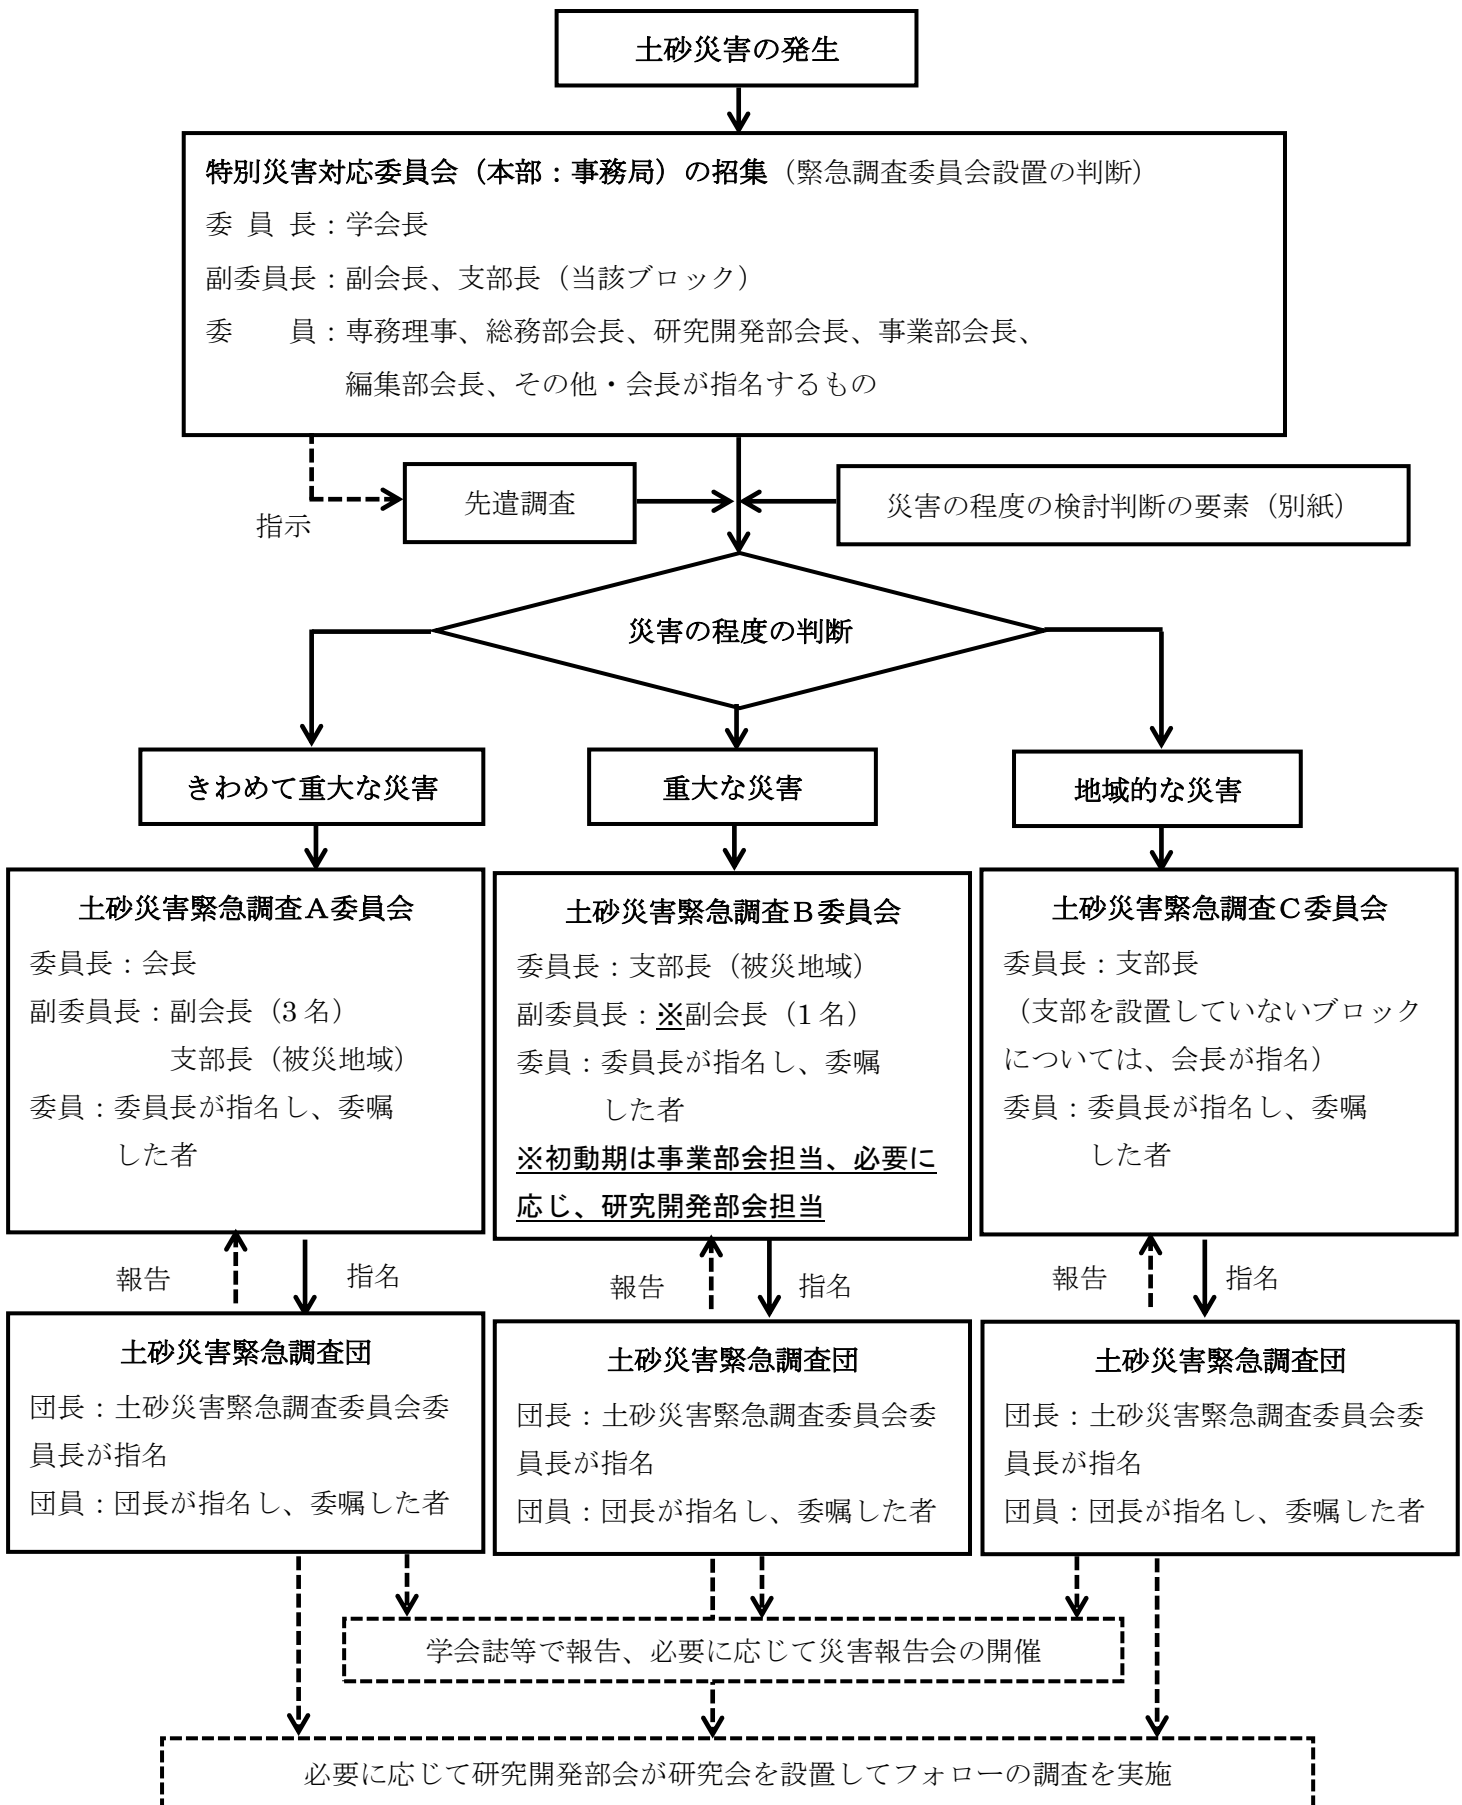 土砂災害の発生
特別災害対応委員会（本部：事務局）の招集（緊急調査委員会設置の判断）
委 員 長：学会長
副委員長：副会長、支部長（当該ブロック）
委　　員：専務理事、総務部会長、研究開発部会長、事業部会長、
編集部会長、その他・会長が指名するもの
指示
先遣調査
災害の程度の検討判断の要素（別紙）
災害の程度の判断
きわめて重大な災害
重大な災害
地域的な災害
土砂災害緊急調査Ａ委員会
委員長：会長
副委員長：副会長（3 名）
支部長（被災地域）
委員：委員長が指名し、委嘱
した者
土砂災害緊急調査Ｂ委員会
委員長：支部長（被災地域）
副委員長：※副会長（1 名）
委員：委員長が指名し、委嘱
した者
※初動期は事業部会担当、必要に
応じ、研究開発部会担当
土砂災害緊急調査Ｃ委員会
委員長：支部長
（支部を設置していないブロック
については、会長が指名）
委員：委員長が指名し、委嘱
した者
報告
指名
報告
指名
報告
指名
土砂災害緊急調査団
団長：土砂災害緊急調査委員会委
員長が指名
団員：団長が指名し、委嘱した者
土砂災害緊急調査団
団長：土砂災害緊急調査委員会委
員長が指名
団員：団長が指名し、委嘱した者
土砂災害緊急調査団
団長：土砂災害緊急調査委員会委
員長が指名
団員：団長が指名し、委嘱した者
学会誌等で報告、必要に応じて災害報告会の開催
必要に応じて研究開発部会が研究会を設置してフォローの調査を実施